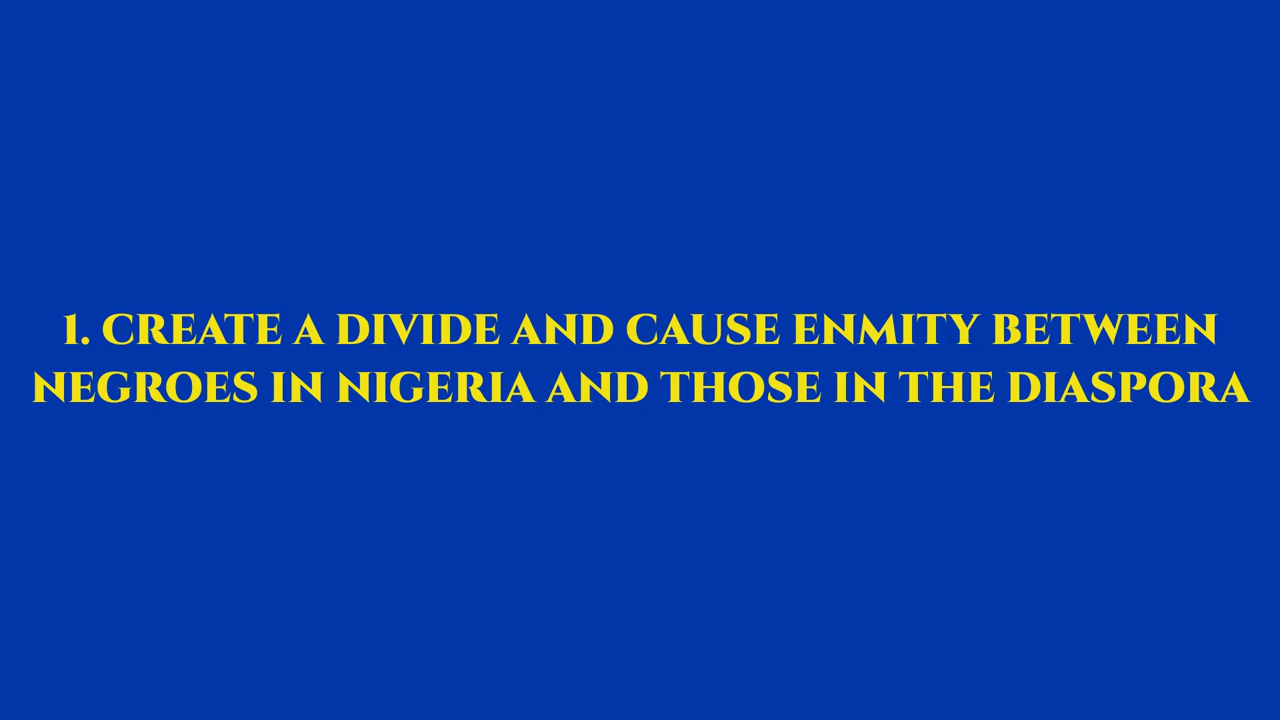 1. CREATE A DIVIDE AND CAUSE ENMITY BETWEEN
NEGROES IN NIGERIA AND THOSE IN THE DIASPORA